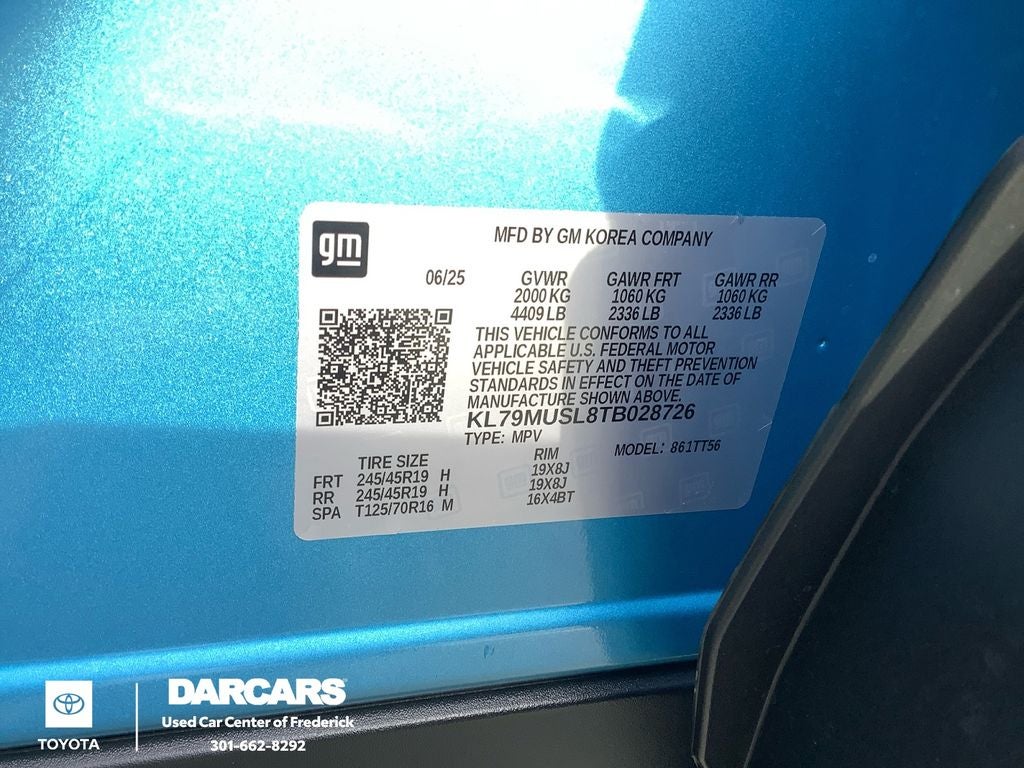 gm
MFD BY GM KOREA COMPANY
06/25 GVWR GAWR FRT GAWR RR
2000 KG 1060 KG 1060 KG
4409 LB 2336 LB 2336 LB
THIS VEHICLE CONFORMS TO ALL
APPLICABLE U.S. FEDERAL MOTOR
VEHICLE SAFETY AND THEFT PREVENTION
STANDARDS IN EFFECT ON THE DATE OF
MANUFACTURE SHOWN ABOVE.
KL79MUSL8TB028726
TYPE: MPV MODEL: 861TT56
TIRE SIZE RIM
FRT 245/45R19 H 19X8J
RR 245/45R19 H 19X8J
SPA T125/70R16 M 16X4BT
TOYOTA
DARCARS
Used Car Center of Frederick
301-662-8292